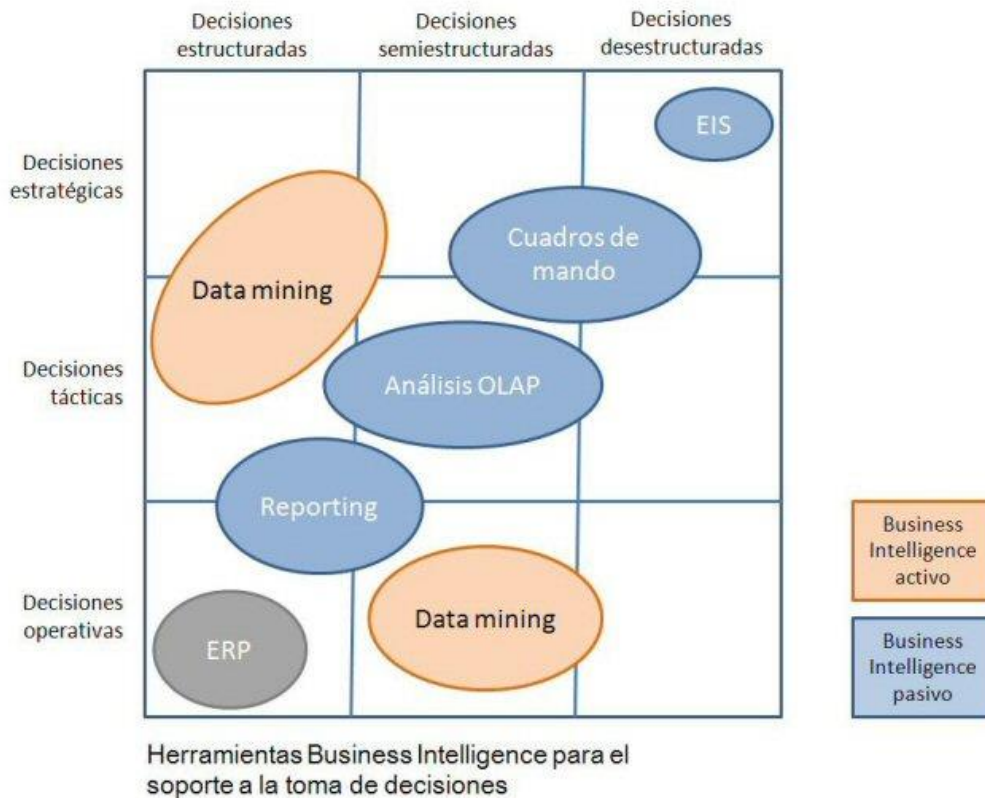 Decisiones
estructuradas
Decisiones
semiestructuradas
Decisiones
desestructuradas
EIS
Decisiones
estratégicas
Cuadros de
mando
Data mining
Decisiones
tácticas
Análisis OLAP
Reporting
Business
Intelligence
activo
Decisiones
operativas
Data mining
ERP
Business
Intelligence
pasivo
Herramientas Business Intelligence para el
soporte a la toma de decisiones